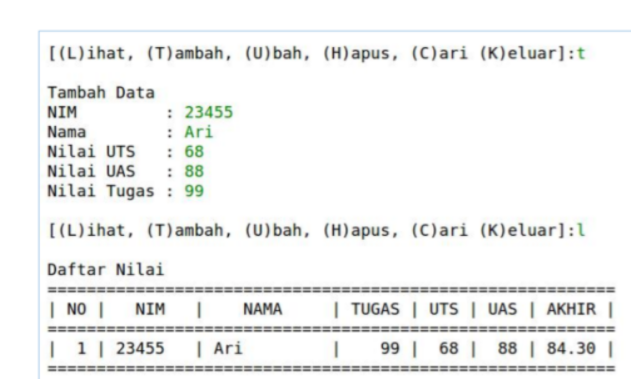 [(L)ihat, (T)ambah, (U)bah, (H)apus, (C)ari (K)eluar]:t
Tambah Data
NIM : 23455
Nama : Ari
Nilai UTS : 68
Nilai UAS : 88
Nilai Tugas : 99
[(L)ihat, (T)ambah, (U)bah, (H)apus, (C)ari (K)eluar]:l
Daftar Nilai
==========================================================
| NO | NIM | NAMA | TUGAS | UTS | UAS | AKHIR |
==========================================================
| 1 | 23455 | Ari | 99 | 68 | 88 | 84.30 |
==========================================================